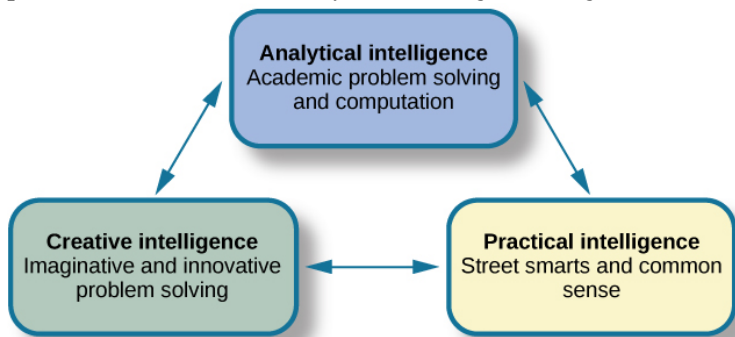 Analytical intelligence
Academic problem solving
and computation
Creative intelligence
Imaginative and innovative
problem solving
Practical intelligence
Street smarts and common
sense